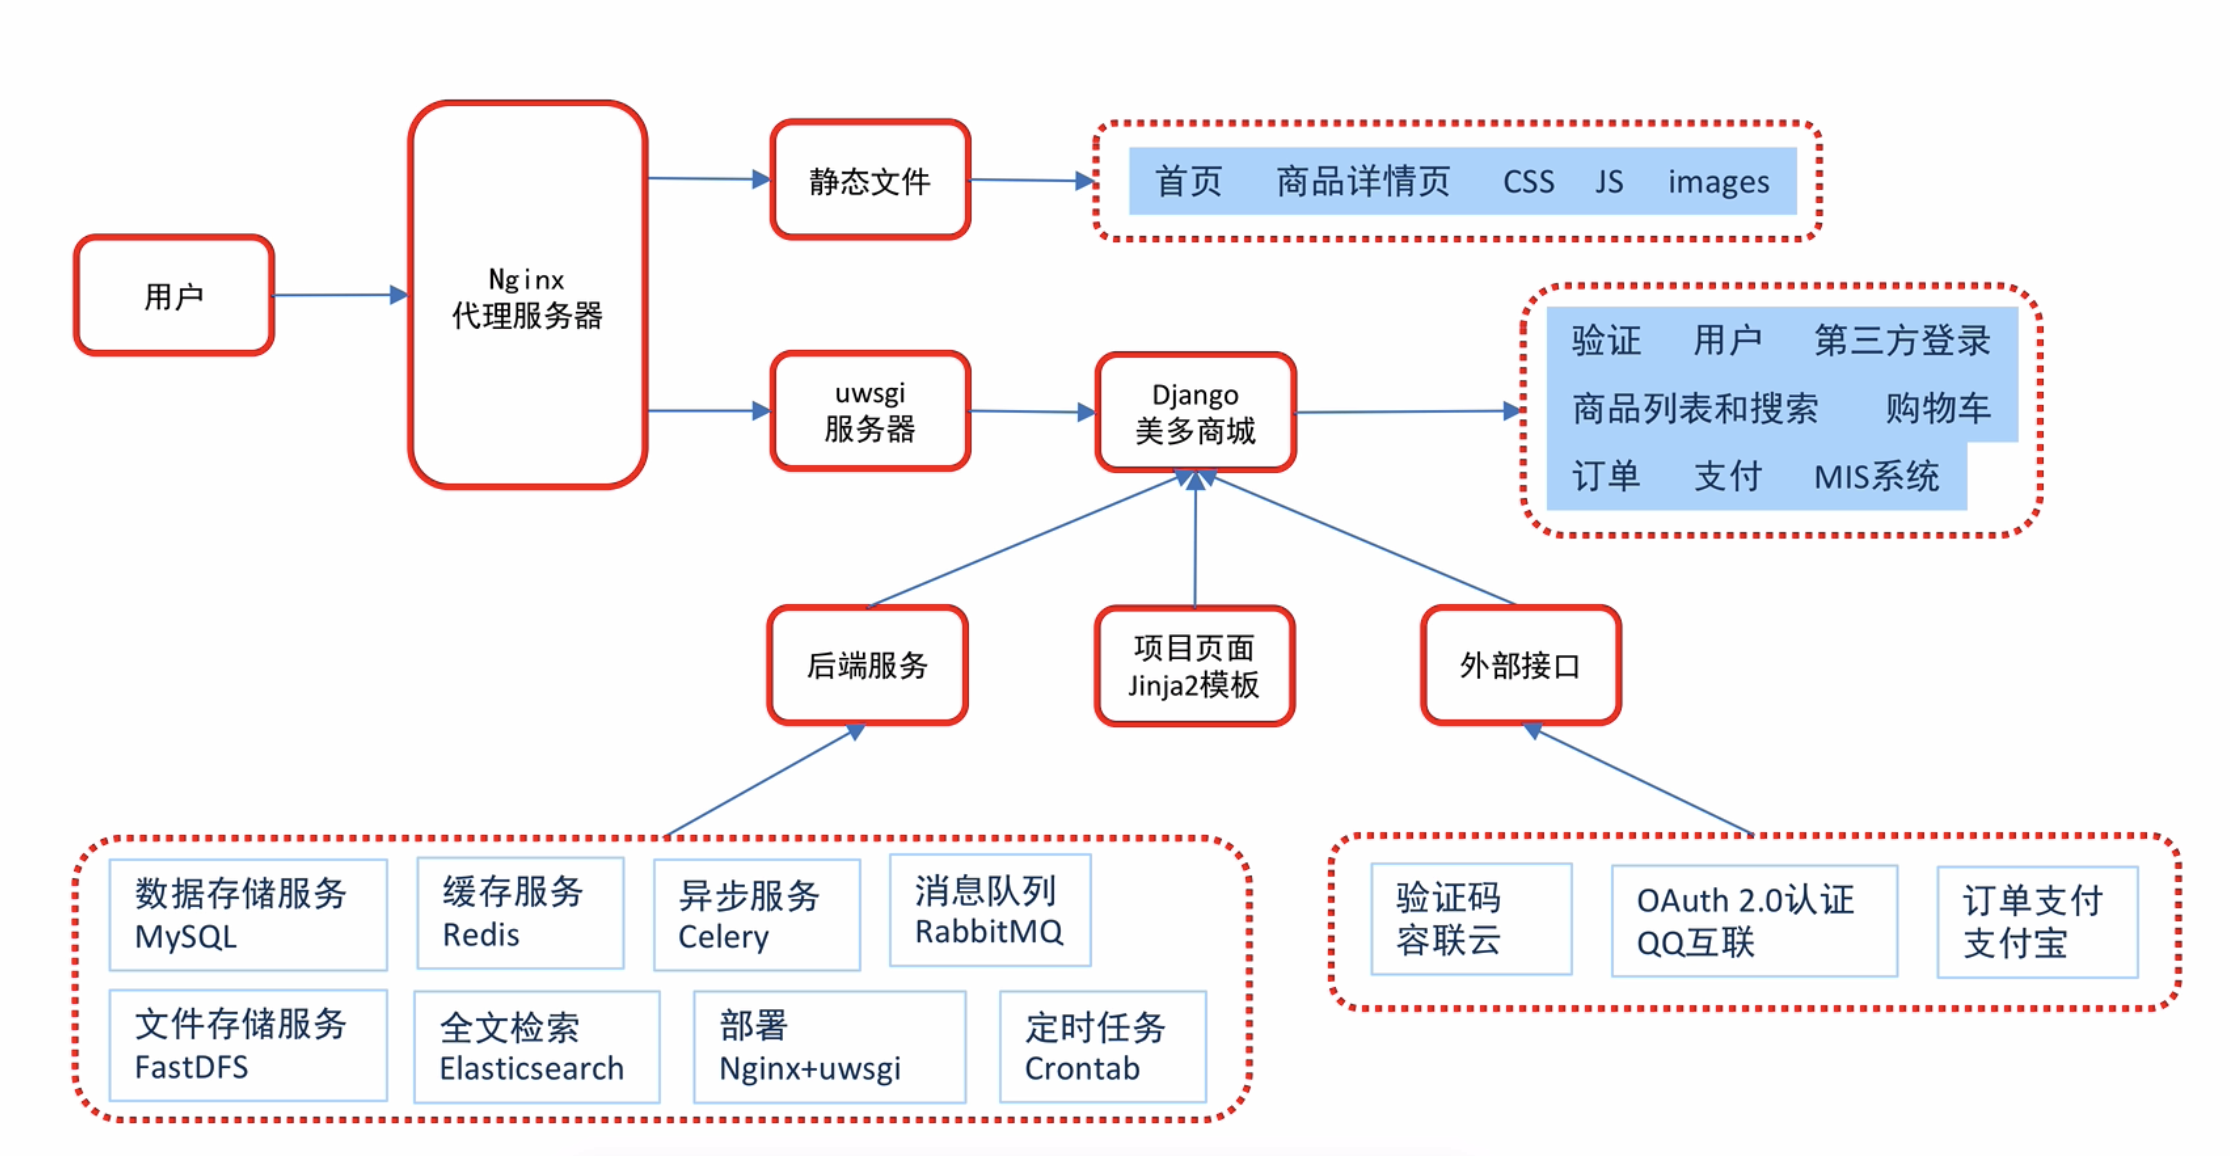 静态文件
首页 商品详情页 CSS JS images
用户
Nginx
代理服务器
uwsgi
服务器
Django
美多商城
验证 用户 第三方登录
商品列表和搜索 购物车
订单 支付 MIS系统
后端服务
项目页面
Jinja2模板
外部接口
数据存储服务
MySQL
缓存服务
Redis
异步服务
Celery
消息队列
RabbitMQ
文件存储服务
FastDFS
全文检索
Elasticsearch
部署
Nginx+uwsgi
定时任务
Crontab
验证码
容联云
OAuth 2.0认证
QQ互联
订单支付
支付宝